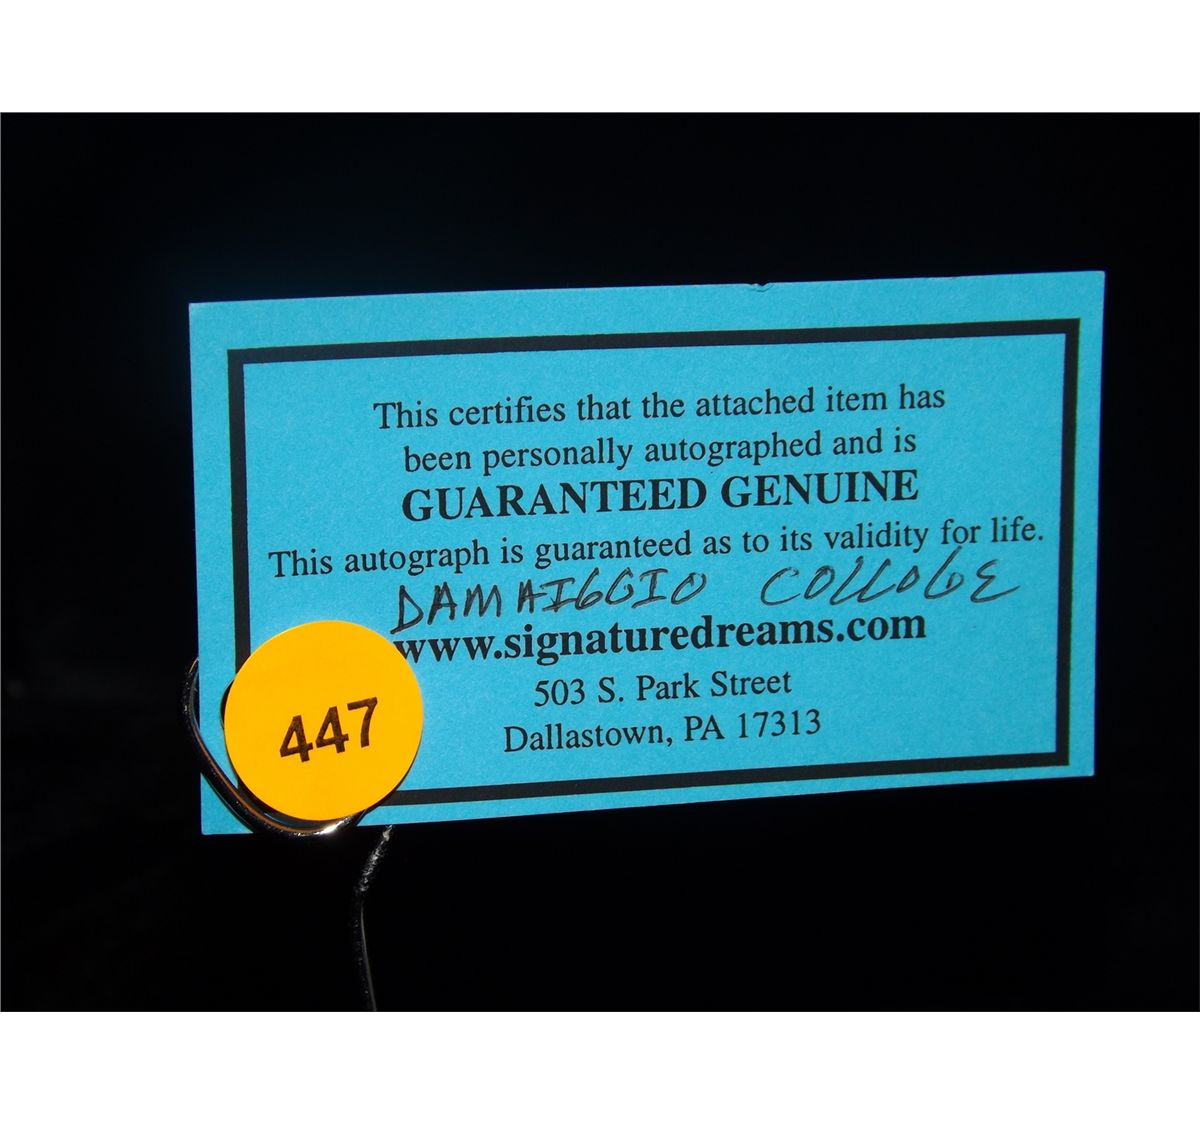 This certifies that the attached item has
been personally autographed and is
GUARANTEED GENUINE
This autograph is guaranteed as to its validity for life.
DAMAIGGIO COLLOGE
www.signaturedreams.com
503 S. Park Street
Dallastown, PA 17313
447